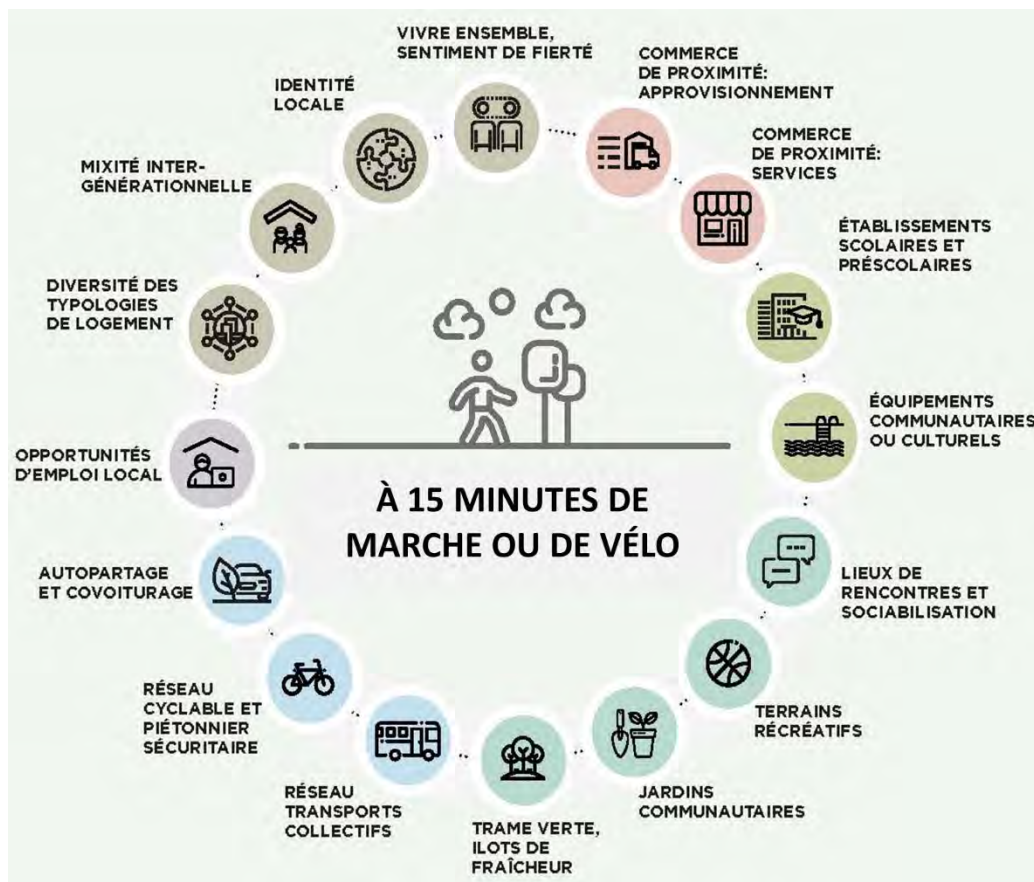 VIVRE ENSEMBLE,
SENTIMENT DE FIERTÉ
COMMERCE
DE PROXIMITÉ:
APPROVISIONNEMENT
COMMERCE
DE PROXIMITÉ:
SERVICES
ÉTABLISSEMENTS
SCOLAIRES ET
PRÉSCOLAIRES
ÉQUIPEMENTS
COMMUNAUTAIRES
OU CULTURELS
LIEUX DE
RENCONTRES ET
SOCIABILISATION
TERRAINS
RÉCRÉATIFS
JARDINS
COMMUNAUTAIRES
TRAME VERTE,
ILOTS DE
FRAÎCHEUR
RÉSEAU
TRANSPORTS
COLLECTIFS
RÉSEAU
CYCLABLE ET
PIÉTONNIER
SÉCURITAIRE
AUTOPARTAGE
ET COVOITURAGE
OPPORTUNITÉS
D'EMPLOI LOCAL
DIVERSITÉ DES
TYPOLOGIES
DE LOGEMENT
MIXITÉ INTER-
GÉNÉRATIONNELLE
IDENTITÉ
LOCALE
À 15 MINUTES DE
MARCHE OU DE VÉLO